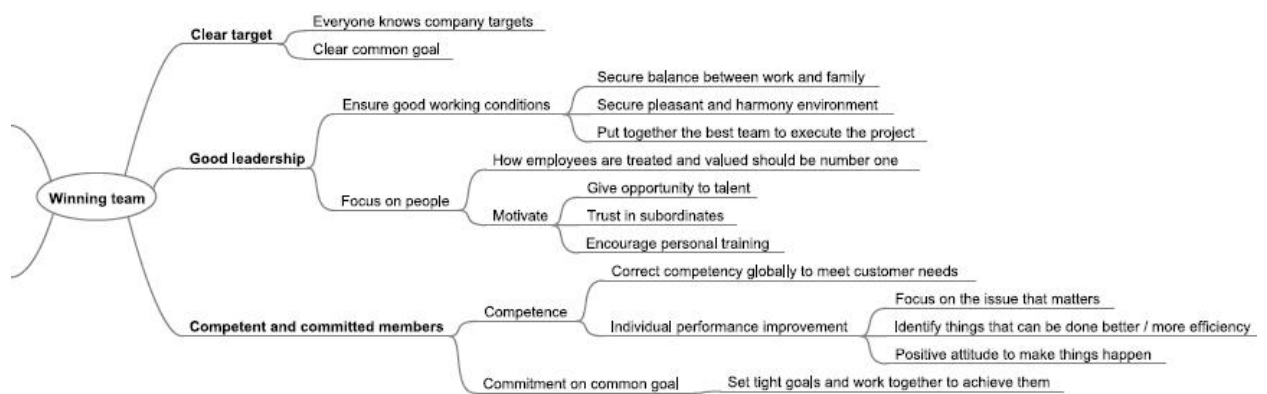 Everyone knows company targets
Clear target
Clear common goal
Secure balance between work and family
Ensure good working conditions
Secure pleasant and harmony environment
Put together the best team to execute the project
Good leadership
How employees are treated and valued should be number one
Winning team
Focus on people
Give opportunity to talent
Motivate
Trust in subordinates
Encourage personal training
Correct competency globally to meet customer needs
Competence
Focus on the issue that matters
Competent and committed members
Individual performance improvement
Identify things that can be done better / more efficiency
Positive attitude to make things happen
Commitment on common goal
Set tight goals and work together to achieve them